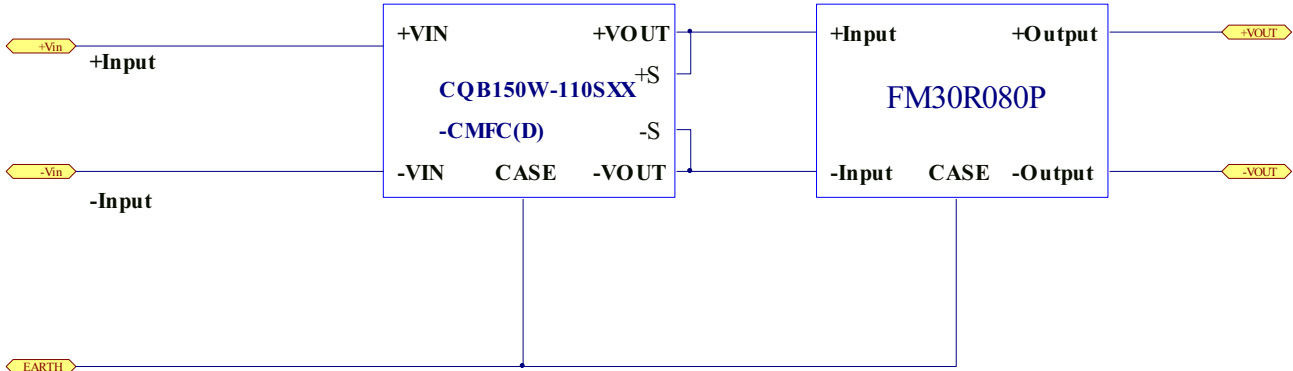 +Vin
+Input
+VIN
+VOUT
+S
CQB150W-110SXX
-CMFC(D)
-S
-Vin
-Input
-VIN
CASE
-VOUT
+Input
+Output
FM30R080P
-Input
CASE
-Output
+VOUT
-VOUT
EARTH